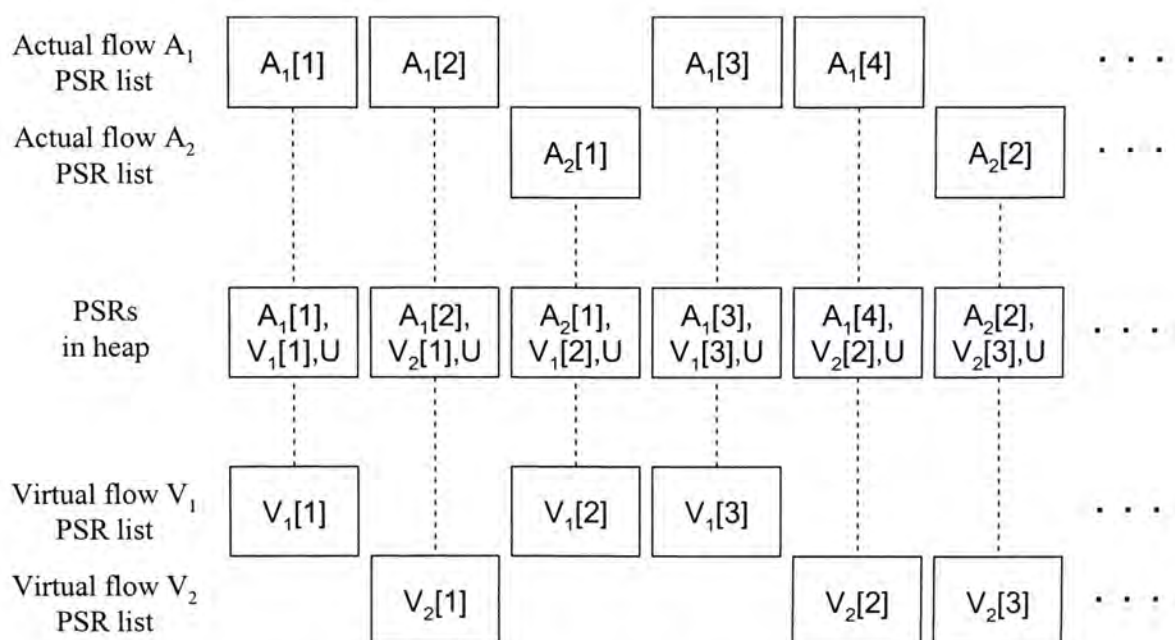 Actual flow A₁
PSR list
A₁[1]
A₁[2]
A₁[3]
A₁[4]
. . .
Actual flow A₂
PSR list
A₂[1]
A₂[2]
. . .
PSRs
in heap
A₁[1],
V₁[1],U
A₁[2],
V₂[1],U
A₂[1],
V₁[2],U
A₁[3],
V₁[3],U
A₁[4],
V₂[2],U
A₂[2],
V₂[3],U
. . .
Virtual flow V₁
PSR list
V₁[1]
V₁[2]
V₁[3]
. . .
Virtual flow V₂
PSR list
V₂[1]
V₂[2]
V₂[3]
. . .